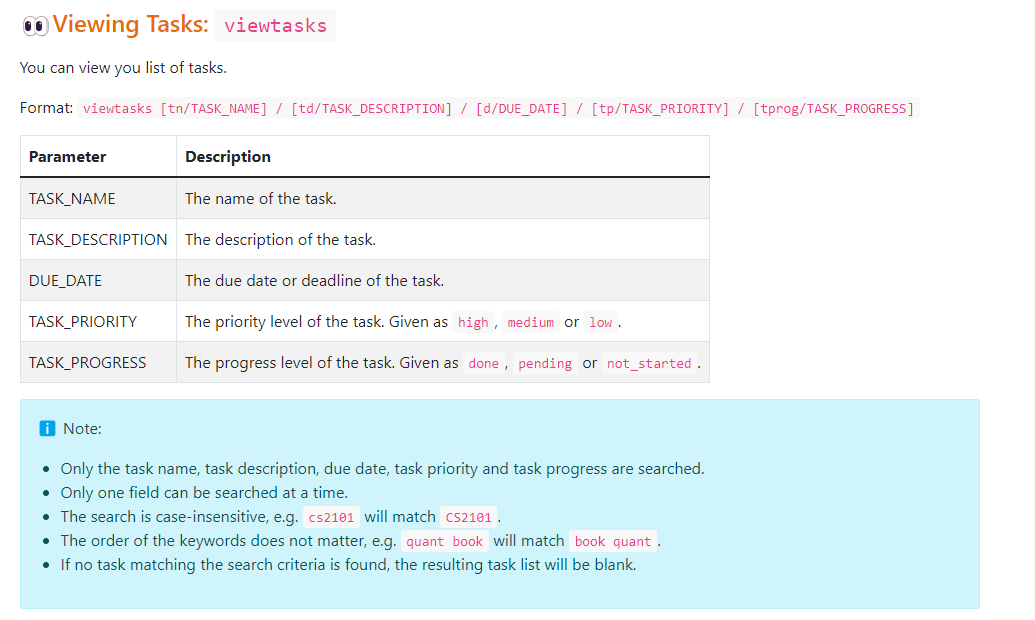 👀 Viewing Tasks: viewtasks
You can view you list of tasks.
Format: viewtasks [tn/TASK_NAME] / [td/TASK_DESCRIPTION] / [d/DUE_DATE] / [tp/TASK_PRIORITY] / [tprog/TASK_PROGRESS]
Parameter Description
TASK_NAME The name of the task.
TASK_DESCRIPTION The description of the task.
DUE_DATE The due date or deadline of the task.
TASK_PRIORITY The priority level of the task. Given as high, medium or low.
TASK_PROGRESS The progress level of the task. Given as done, pending or not_started.
ℹ️ Note:
• Only the task name, task description, due date, task priority and task progress are searched.
• Only one field can be searched at a time.
• The search is case-insensitive, e.g. cs2101 will match CS2101.
• The order of the keywords does not matter, e.g. quant book will match book quant.
• If no task matching the search criteria is found, the resulting task list will be blank.